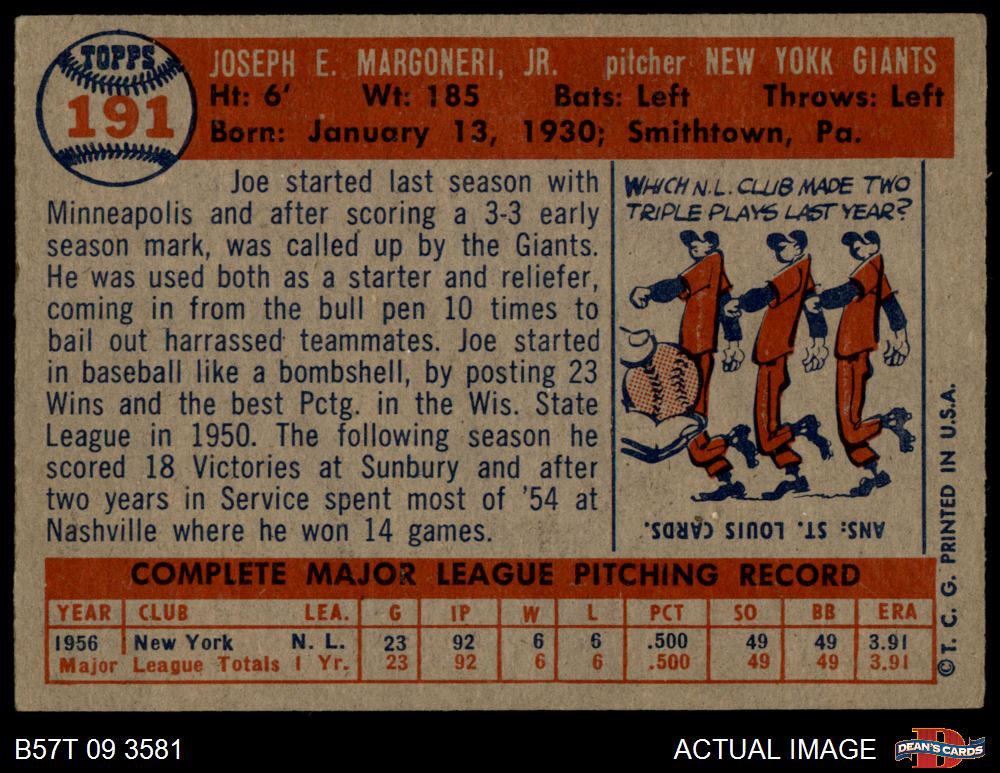 TOPPS
191
JOSEPH E. MARGONERI, JR. pitcher NEW YOKK GIANTS
Ht: 6' Wt: 185 Bats: Left Throws: Left
Born: January 13, 1930; Smithtown, Pa.
Joe started last season with
Minneapolis and after scoring a 3-3 early
season mark, was called up by the Giants.
He was used both as a starter and reliefer,
coming in from the bull pen 10 times to
bail out harrassed teammates. Joe started
in baseball like a bombshell, by posting 23
Wins and the best Pctg. in the Wis. State
League in 1950. The following season he
scored 18 Victories at Sunbury and after
two years in Service spent most of '54 at
Nashville where he won 14 games.
WHICH N.L. CLUB MADE TWO
TRIPLE PLAYS LAST YEAR?
ANS: ST. LOUIS CARDS.
COMPLETE MAJOR LEAGUE PITCHING RECORD
YEAR CLUB LEA. G IP W L PCT SO BB ERA
1956 New York N. L. 23 92 6 6 .500 49 49 3.91
Major League Totals 1 Yr. 23 92 6 6 .500 49 49 3.91
© T. C. G. PRINTED IN U.S.A.
B57T 09 3581
ACTUAL IMAGE
D
DEAN'S CARDS